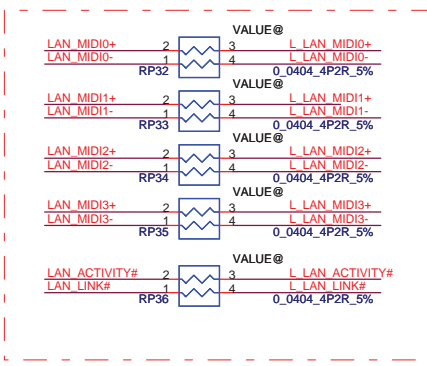 VALUE@
LAN_MIDI0+ 2 3 L_LAN_MIDI0+
LAN_MIDI0- 1 4 L_LAN_MIDI0-
RP32 0_0404_4P2R_5%
VALUE@
LAN_MIDI1+ 2 3 L_LAN_MIDI1+
LAN_MIDI1- 1 4 L_LAN_MIDI1-
RP33 0_0404_4P2R_5%
VALUE@
LAN_MIDI2+ 2 3 L_LAN_MIDI2+
LAN_MIDI2- 1 4 L_LAN_MIDI2-
RP34 0_0404_4P2R_5%
VALUE@
LAN_MIDI3+ 2 3 L_LAN_MIDI3+
LAN_MIDI3- 1 4 L_LAN_MIDI3-
RP35 0_0404_4P2R_5%
VALUE@
LAN_ACTIVITY# 2 3 L_LAN_ACTIVITY#
LAN_LINK# 1 4 L_LAN_LINK#
RP36 0_0404_4P2R_5%